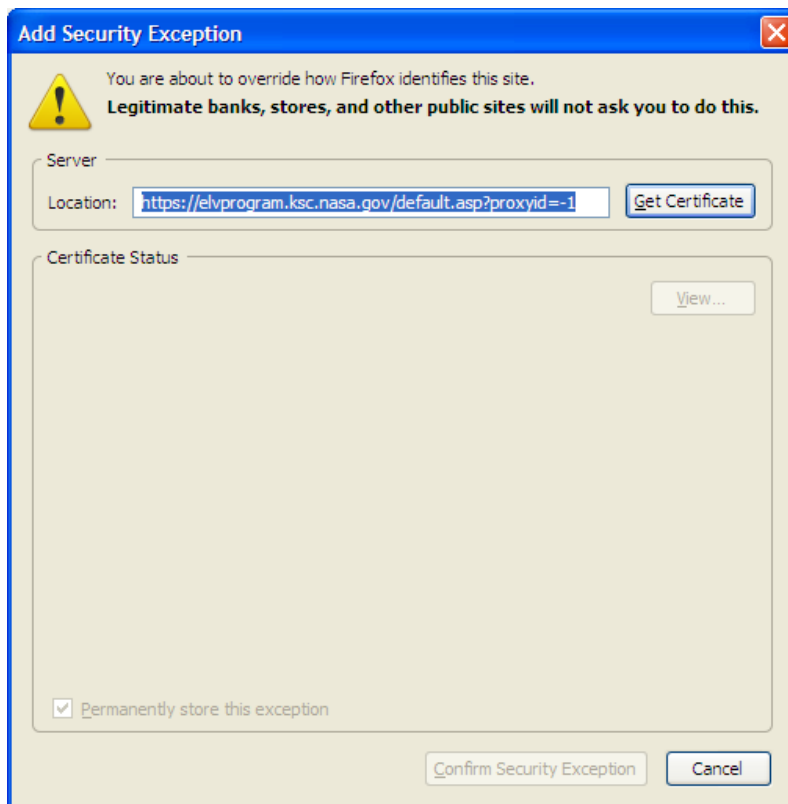 Add Security Exception
You are about to override how Firefox identifies this site.
Legitimate banks, stores, and other public sites will not ask you to do this.
Server
Location: https://elvprogram.ksc.nasa.gov/default.asp?proxyid=-1 Get Certificate
Certificate Status
View...
Permanently store this exception
Confirm Security Exception Cancel